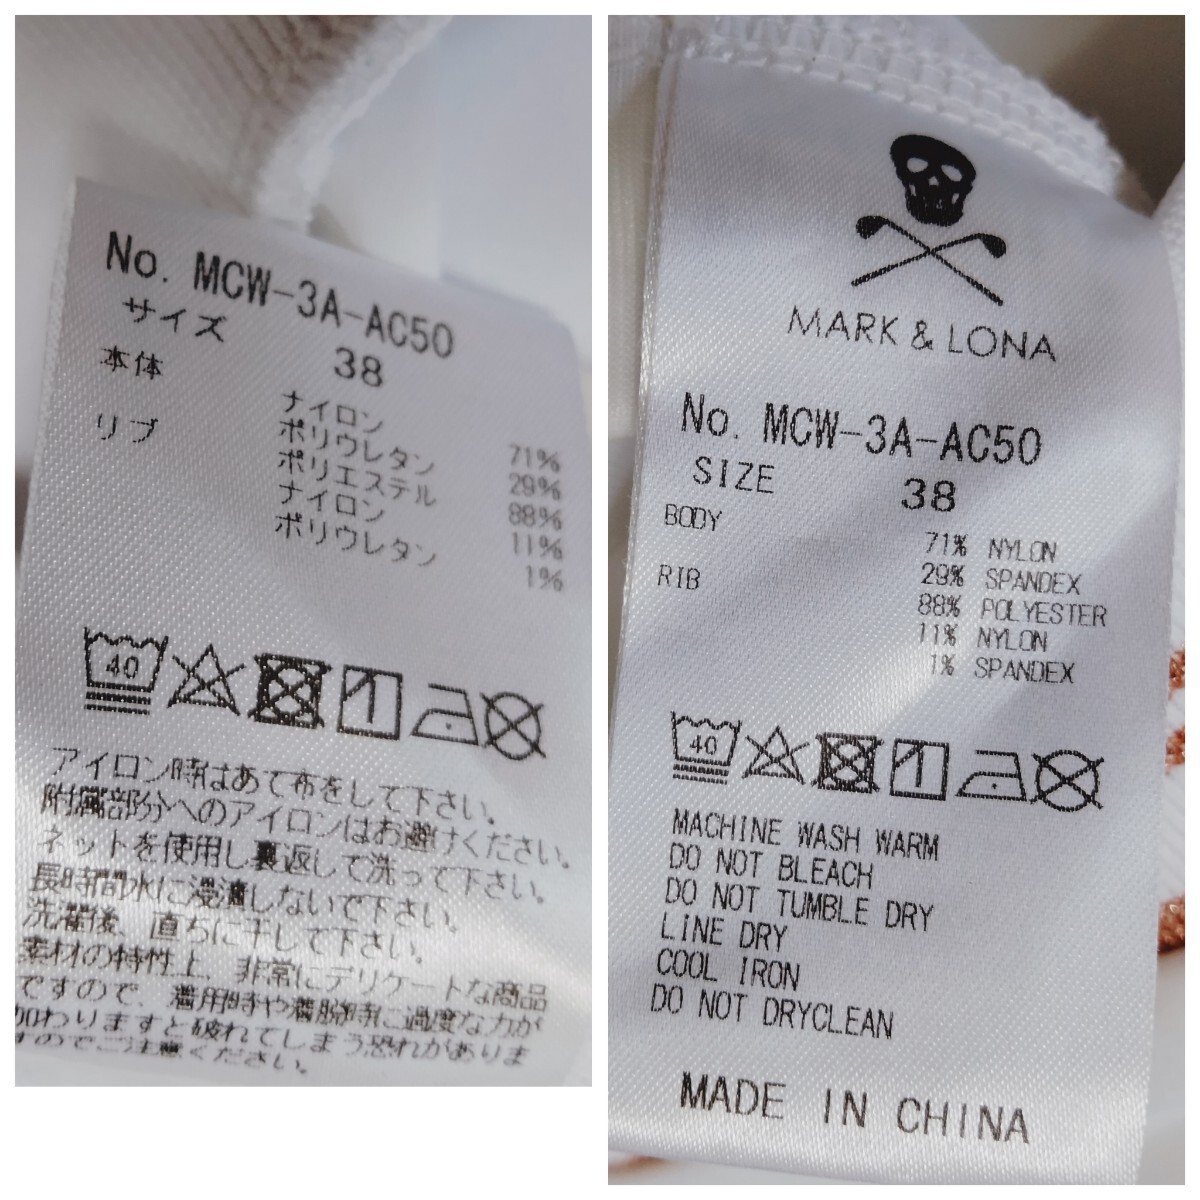 No. MCW-3A-AC50
サイズ 38
本体 ナイロン 71%
ポリウレタン 29%
リブ ポリエステル 88%
ナイロン 11%
ポリウレタン 1%
40
アイロン時はあて布をして下さい。
附属部分へのアイロンはお避けください。
ネットを使用し裏返して洗って下さい。
長時間水に浸漬しないで下さい。
洗濯後、直ちに干して下さい。
素材の特性上、非常にデリケートな商品
ですので、着用時や着脱時に過度な力が
加わりますと破れてしまう恐れがありま
すのでご注意ください。
MARK & LONA
No. MCW-3A-AC50
SIZE 38
BODY 71% NYLON
29% SPANDEX
RIB 88% POLYESTER
11% NYLON
1% SPANDEX
40
MACHINE WASH WARM
DO NOT BLEACH
DO NOT TUMBLE DRY
LINE DRY
COOL IRON
DO NOT DRYCLEAN
MADE IN CHINA